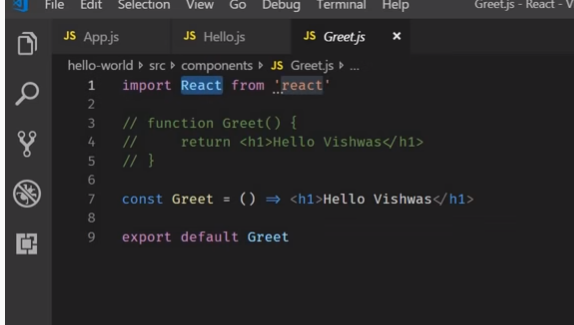 File Edit Selection View Go Debug Terminal Help Greet.js - React - V
JS App.js JS Hello.js JS Greet.js ×
hello-world ▸ src ▸ components ▸ JS Greet.js ▸ ...
1 import React from 'react'
2
3 // function Greet() {
4 //     return <h1>Hello Vishwas</h1>
5 // }
6
7 const Greet = () ⇒ <h1>Hello Vishwas</h1>
8
9 export default Greet